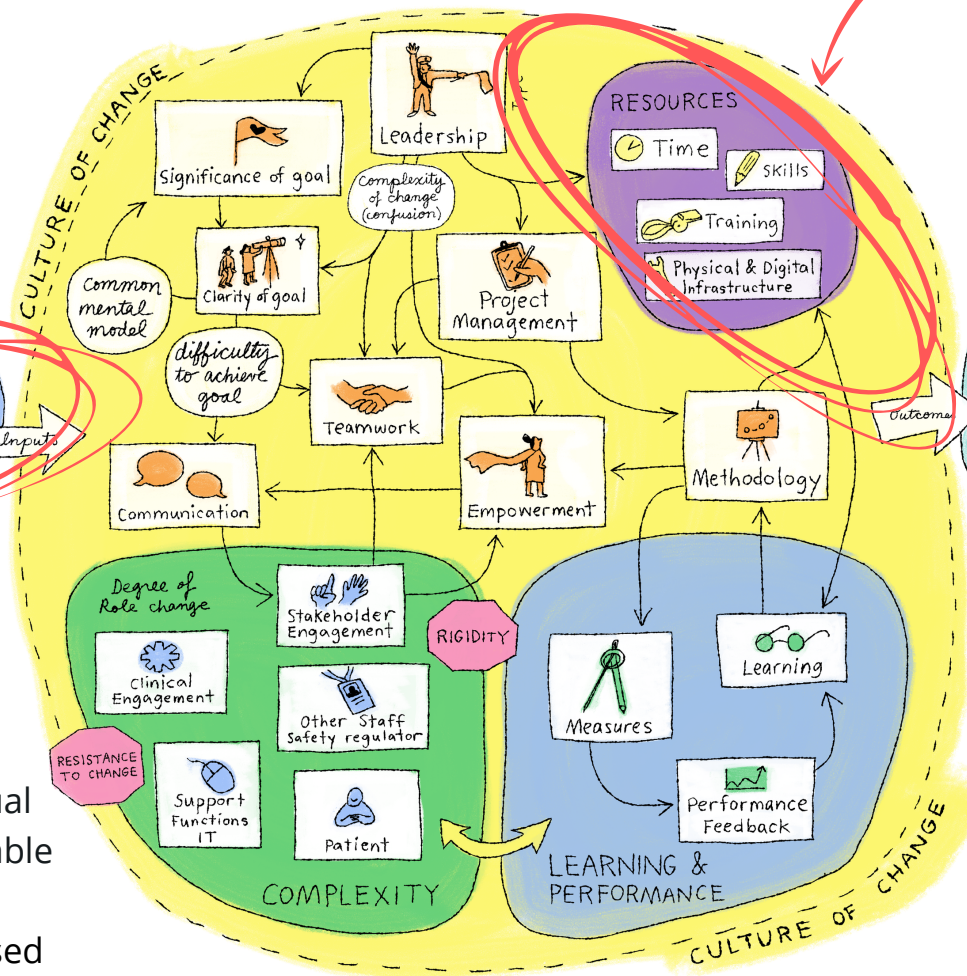 CULTURE OF CHANGE
Leadership
RESOURCES
Time
Skills
Training
Physical & Digital
Infrastructure
Significance of goal
Complexity
of change
(confusion)
Clarity of goal
Common
mental
model
Project
Management
difficulty
to achieve
goal
Teamwork
Inputs
Outcome
Methodology
Communication
Empowerment
Degree of
Role change
Stakeholder
Engagement
RIGIDITY
Clinical
Engagement
Other Staff
Safety regulator
RESISTANCE
TO CHANGE
Support
Functions
IT
Patient
COMPLEXITY
Measures
Learning
Performance
Feedback
LEARNING &
PERFORMANCE
CULTURE OF CHANGE
ual
able
sed